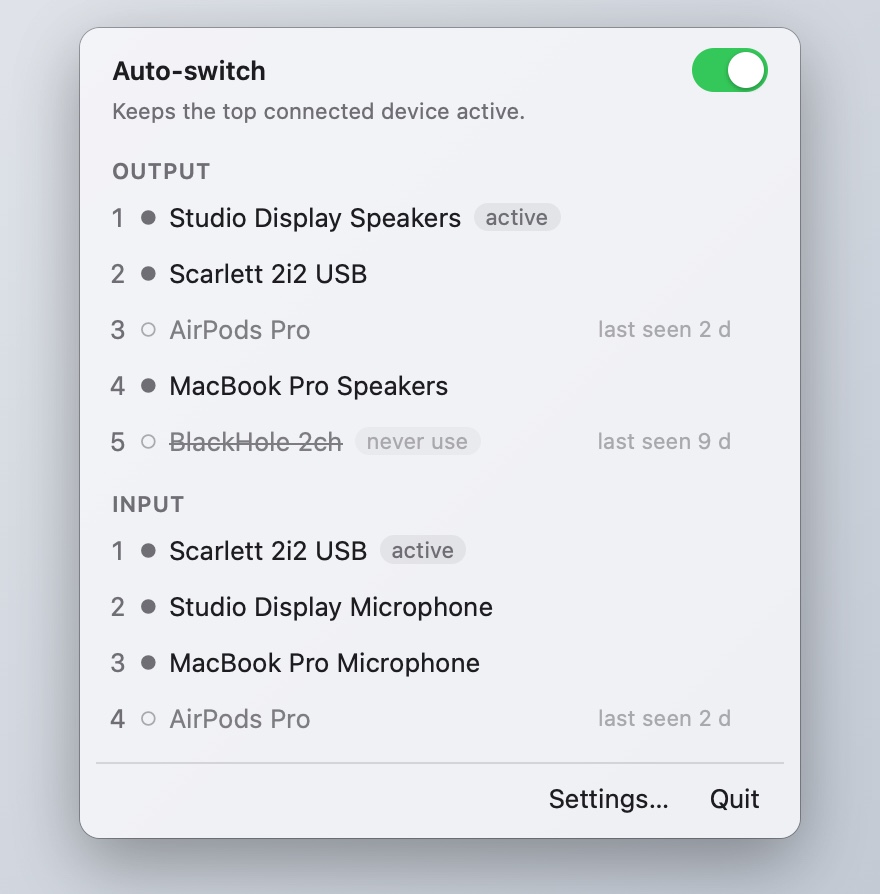 Auto-switch
Keeps the top connected device active.
OUTPUT
1 Studio Display Speakers active
2 Scarlett 2i2 USB
3 AirPods Pro last seen 2 d
4 MacBook Pro Speakers
5 BlackHole 2ch never use last seen 9 d
INPUT
1 Scarlett 2i2 USB active
2 Studio Display Microphone
3 MacBook Pro Microphone
4 AirPods Pro last seen 2 d
Settings... Quit